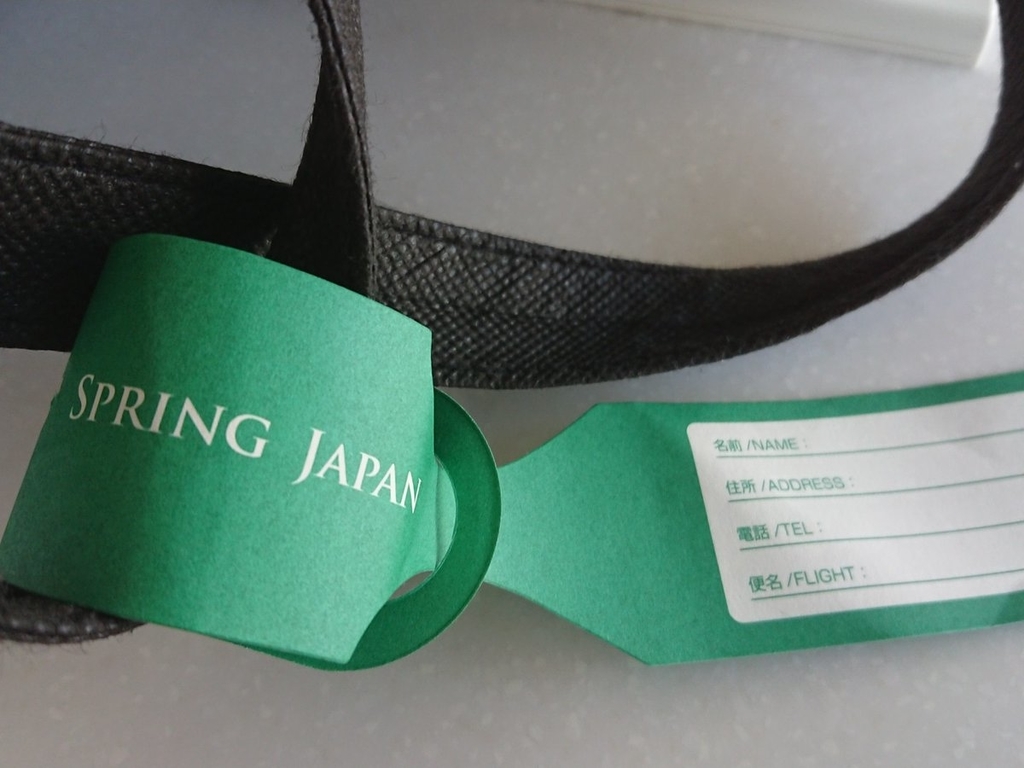 SPRING JAPAN
名前 /NAME :
住所 /ADDRESS :
電話 /TEL :
便名 /FLIGHT :